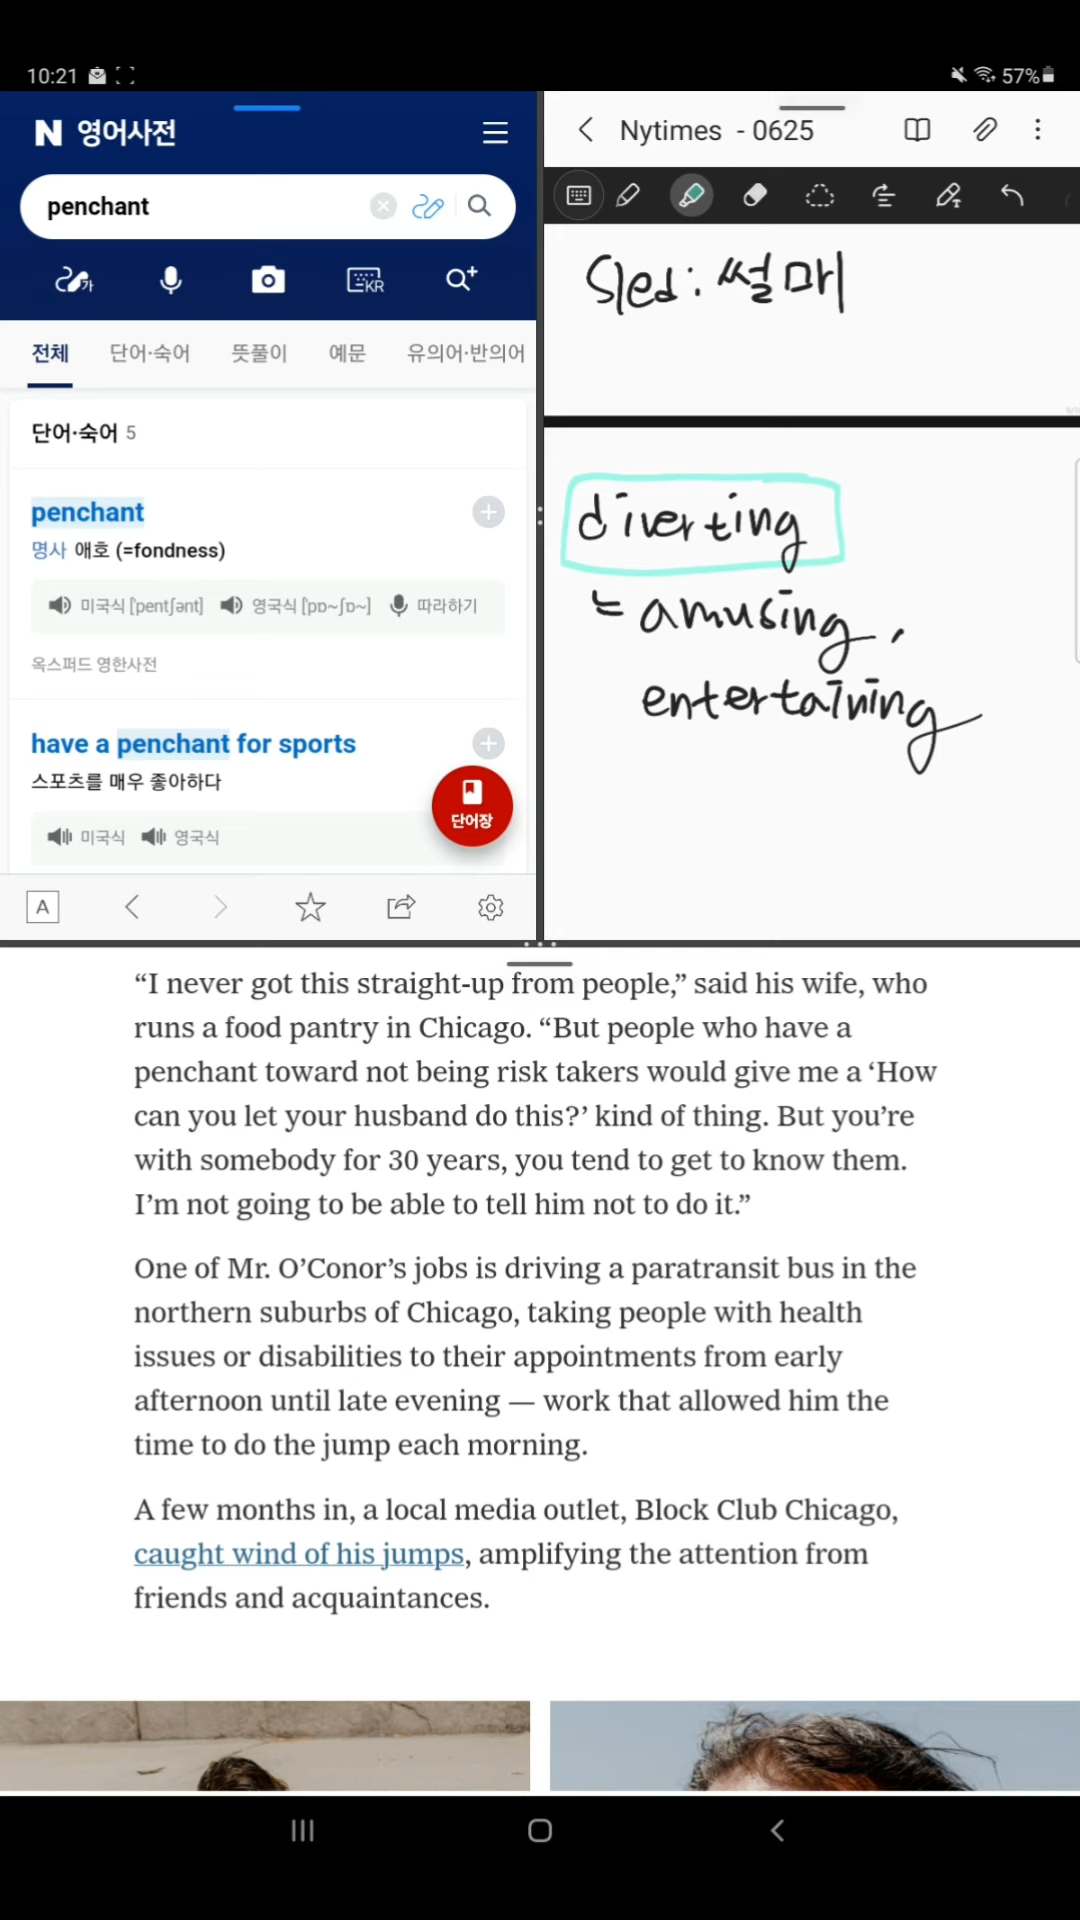 10:21
57%
N 영어사전
penchant
가
KR
전체 단어·숙어 뜻풀이 예문 유의어·반의어
단어·숙어 5
penchant
명사 애호 (=fondness)
미국식 [ˈpentʃənt] 영국식 [pɒ~ʃɒ~] 따라하기
옥스퍼드 영한사전
have a penchant for sports
스포츠를 매우 좋아하다
단어장
미국식 영국식
A
Nytimes - 0625
Sled : 썰매
diverting
= amusing,
entertaining
“I never got this straight-up from people,” said his wife, who
runs a food pantry in Chicago. “But people who have a
penchant toward not being risk takers would give me a ‘How
can you let your husband do this?’ kind of thing. But you’re
with somebody for 30 years, you tend to get to know them.
I’m not going to be able to tell him not to do it.”
One of Mr. O’Conor’s jobs is driving a paratransit bus in the
northern suburbs of Chicago, taking people with health
issues or disabilities to their appointments from early
afternoon until late evening — work that allowed him the
time to do the jump each morning.
A few months in, a local media outlet, Block Club Chicago,
caught wind of his jumps, amplifying the attention from
friends and acquaintances.